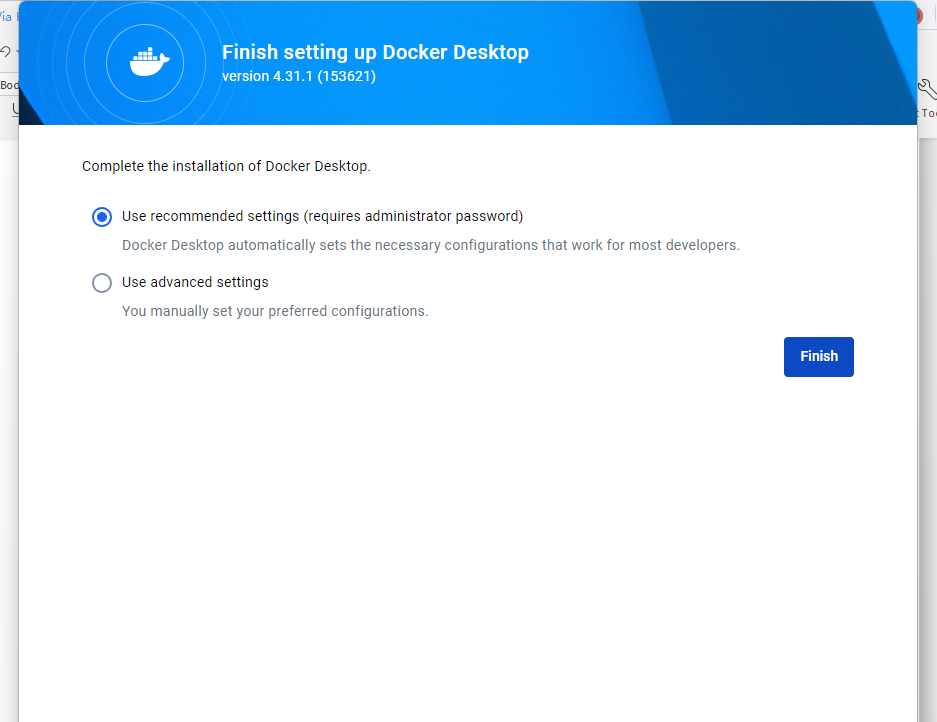 Finish setting up Docker Desktop
version 4.31.1 (153621)
Complete the installation of Docker Desktop.
Use recommended settings (requires administrator password)
Docker Desktop automatically sets the necessary configurations that work for most developers.
Use advanced settings
You manually set your preferred configurations.
Finish